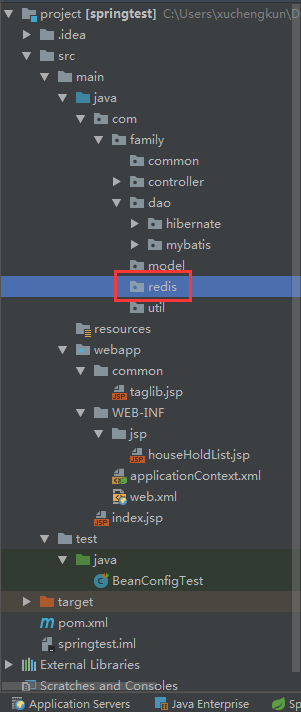 project [springtest] C:\Users\xuchengkun\D
.idea
src
main
java
com
family
common
controller
dao
hibernate
mybatis
model
redis
util
resources
webapp
common
taglib.jsp
WEB-INF
jsp
houseHoldList.jsp
applicationContext.xml
web.xml
index.jsp
test
java
BeanConfigTest
target
pom.xml
springtest.iml
External Libraries
Scratches and Consoles
Application Servers Java Enterprise Sp